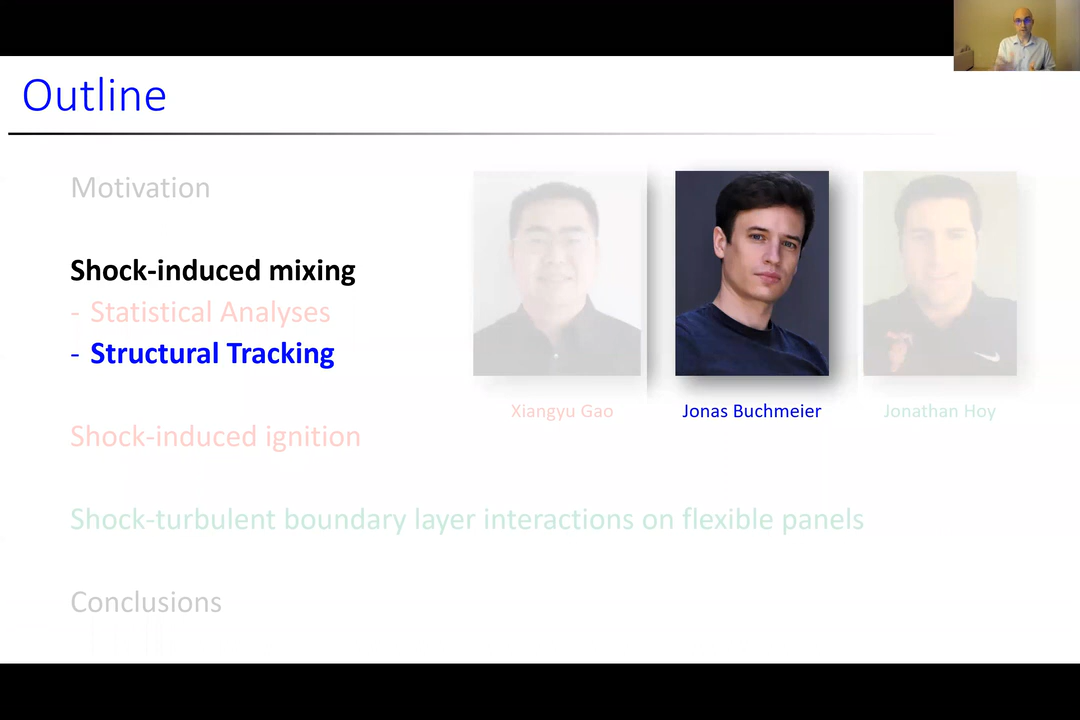 Outline
Motivation
Shock-induced mixing
- Statistical Analyses
- Structural Tracking
Xiangyu Gao
Jonas Buchmeier
Jonathan Hoy
Shock-induced ignition
Shock-turbulent boundary layer interactions on flexible panels
Conclusions